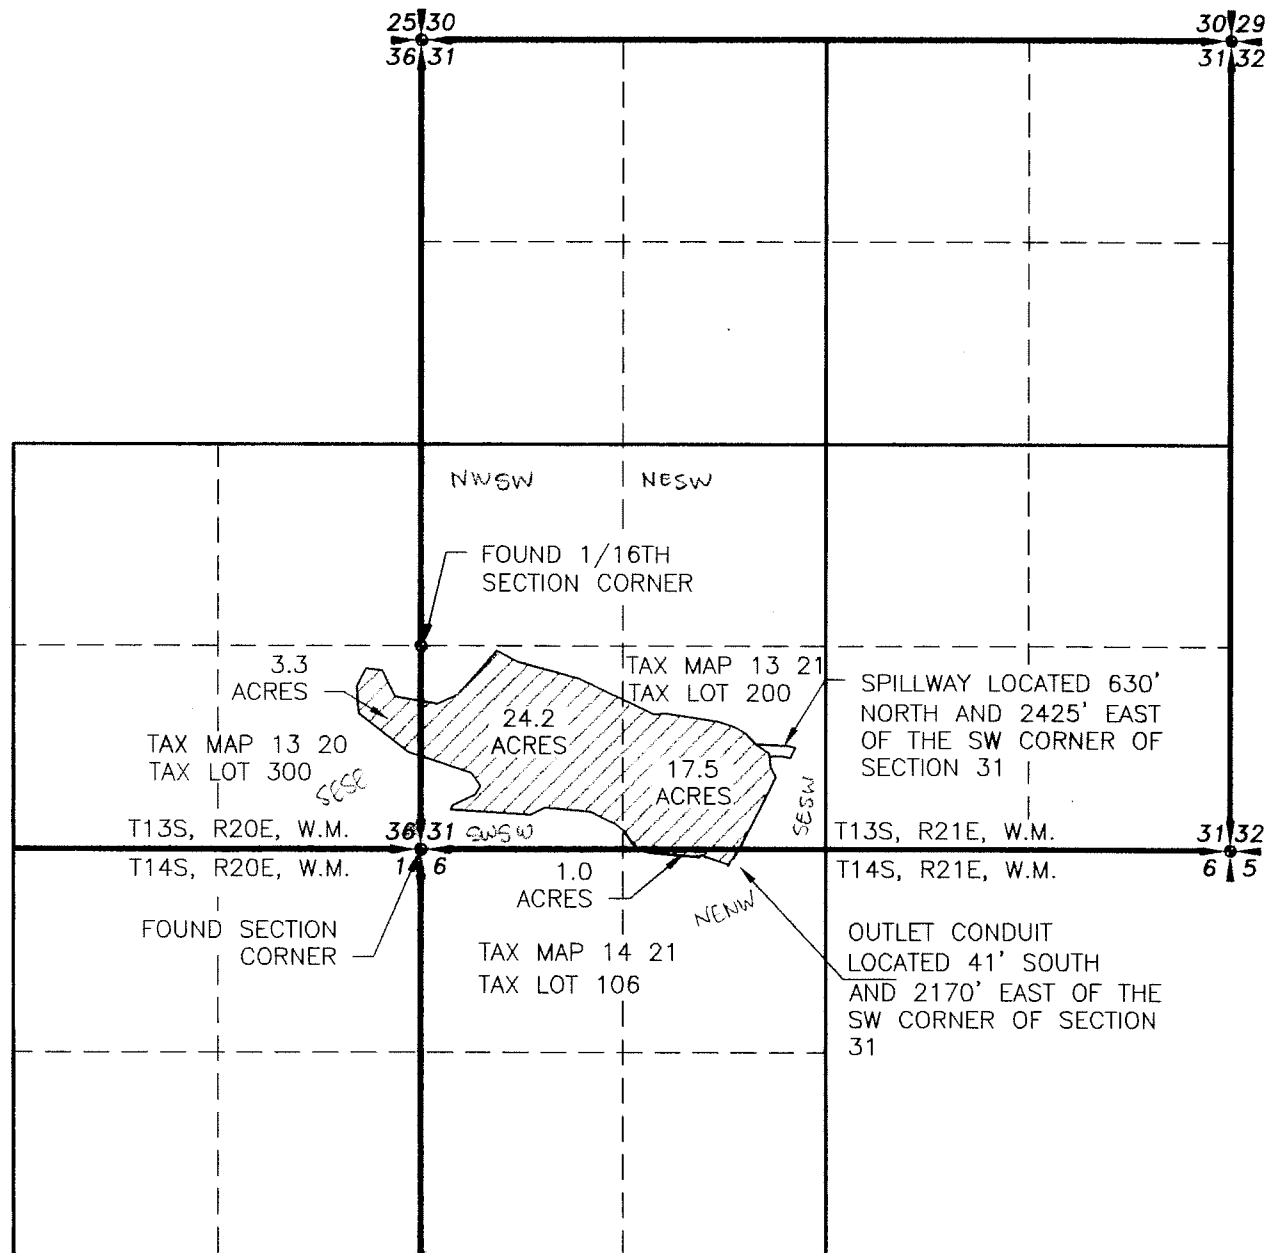 25 30
36 31
30 29
31 32
NWSW
NESW
FOUND 1/16TH
SECTION CORNER
3.3
ACRES
TAX MAP 13 21
TAX LOT 200
SPILLWAY LOCATED 630'
NORTH AND 2425' EAST
OF THE SW CORNER OF
SECTION 31
24.2
ACRES
TAX MAP 13 20
TAX LOT 300
SESE
17.5
ACRES
SESW
T13S, R20E, W.M.
36 31
SWSW
T13S, R21E, W.M.
31 32
T14S, R20E, W.M.
1 6
1.0
ACRES
T14S, R21E, W.M.
6 5
NENW
FOUND SECTION
CORNER
TAX MAP 14 21
TAX LOT 106
OUTLET CONDUIT
LOCATED 41' SOUTH
AND 2170' EAST OF THE
SW CORNER OF SECTION
31